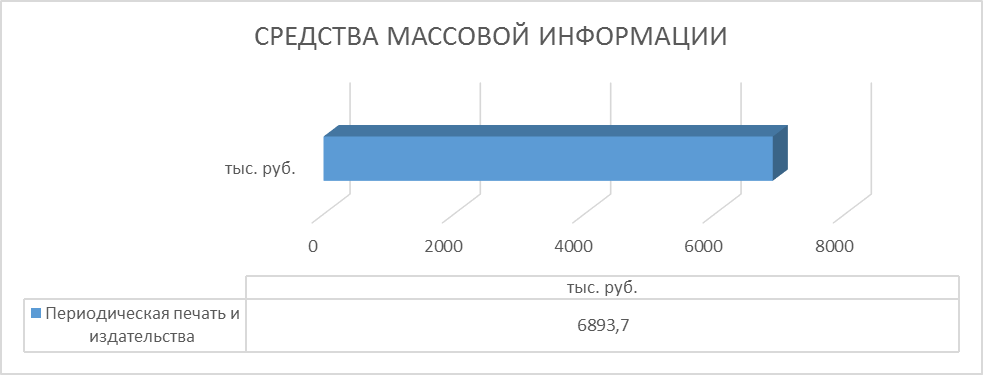 СРЕДСТВА МАССОВОЙ ИНФОРМАЦИИ
тыс. руб.
0 2000 4000 6000 8000
тыс. руб.
Периодическая печать и
издательства
6893,7